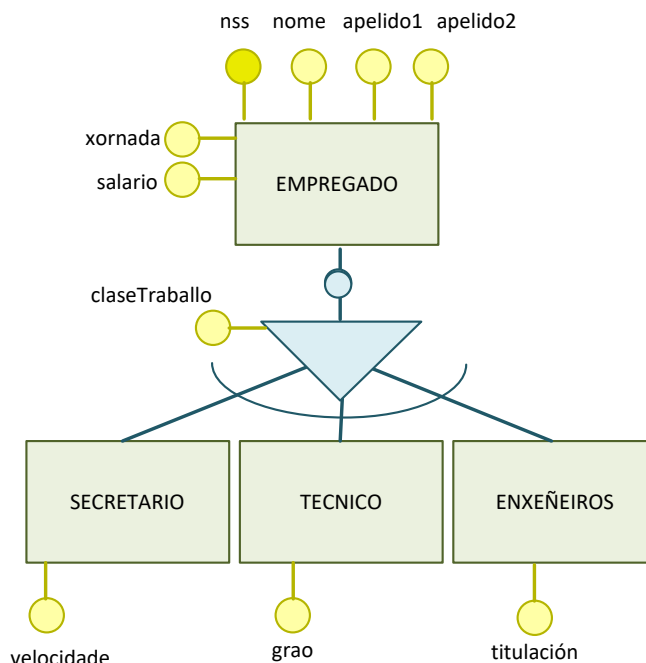 nss nome apelido1 apelido2
xornada
salario
EMPREGADO
claseTraballo
SECRETARIO TECNICO ENXEÑEIROS
velocidade grao titulación